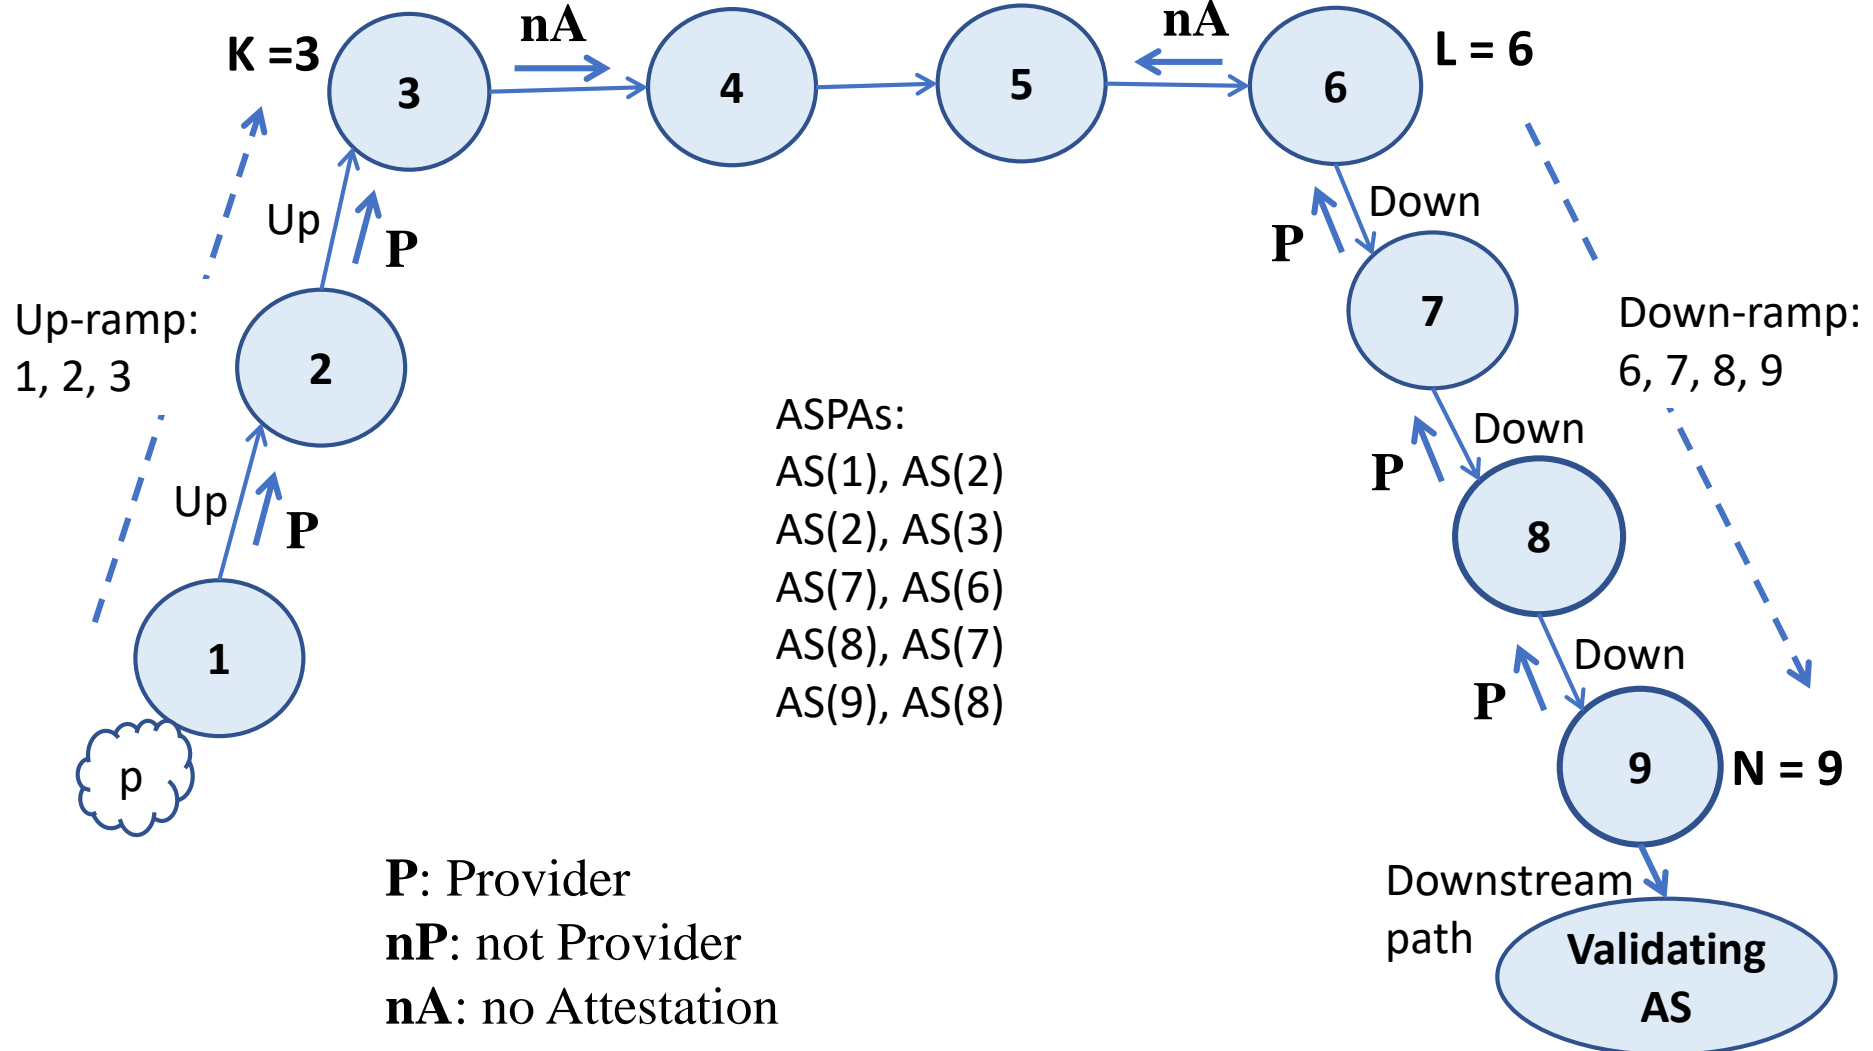 K =3
3
nA
4
5
nA
6
L = 6
Up
P
Down
P
7
Up-ramp:
1, 2, 3
2
Down-ramp:
6, 7, 8, 9
ASPAs:
AS(1), AS(2)
AS(2), AS(3)
AS(7), AS(6)
AS(8), AS(7)
AS(9), AS(8)
Down
P
8
Up
P
1
p
Down
P
9
N = 9
P: Provider
nP: not Provider
nA: no Attestation
Downstream
path
Validating
AS